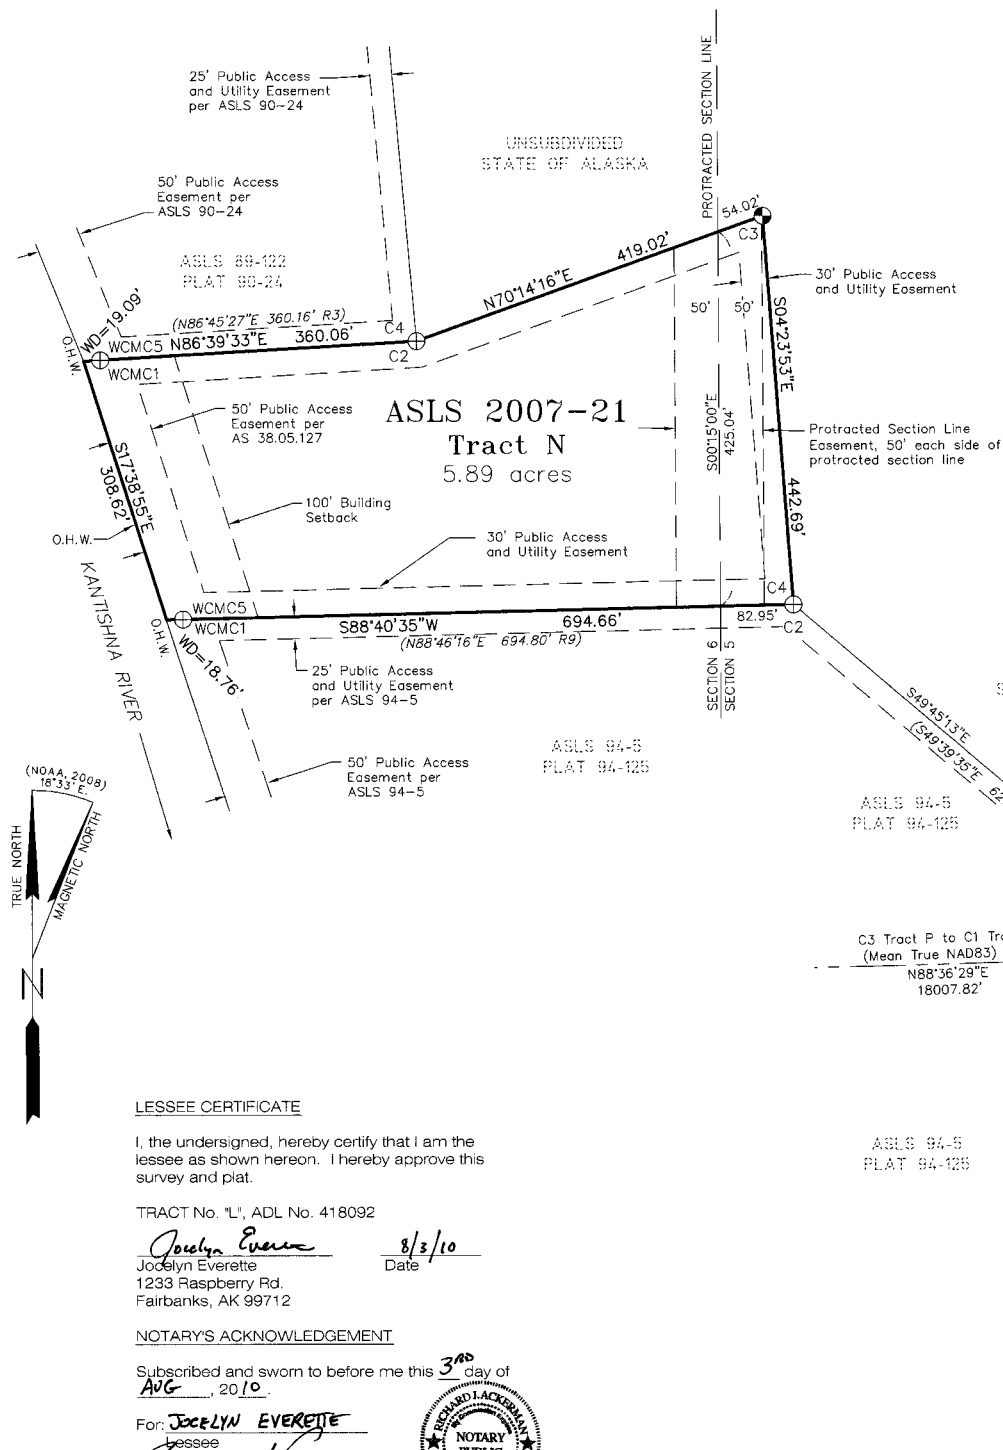 25' Public Access
and Utility Easement
per ASLS 90-24
PROTRACTED SECTION LINE
UNSUBDIVIDED
STATE OF ALASKA
50' Public Access
Easement per
ASLS 90-24
54.02'
C3
ASLS 89-122
PLAT 90-24
419.02'
N70°14'16"E
30' Public Access
and Utility Easement
S04°23'53"E
442.69'
50' 50'
WD=19.09'
(N86°45'27"E 360.16' R3)
C4
O.H.W.
WCMC5
N86°39'33"E 360.06'
C2
WCMC1
50' Public Access
Easement per
AS 38.05.127
ASLS 2007-21
Tract N
5.89 acres
S00°15'00"E
425.04'
Protracted Section Line
Easement, 50' each side of
protracted section line
S17°38'55"E
308.62'
100' Building
Setback
O.H.W.
30' Public Access
and Utility Easement
KANTISHNA RIVER
C4
WCMC5
O.H.W.
WCMC1
S88°40'35"W 694.66' 82.95'
C2
(N88°46'16"E 694.80' R9)
WD=18.76'
25' Public Access
and Utility Easement
per ASLS 94-5
SECTION 6
SECTION 5
S49°45'13"E
(S49°39'35"E 62
S
ASLS 94-5
PLAT 94-125
50' Public Access
Easement per
ASLS 94-5
(NOAA, 2008)
18°33' E.
TRUE NORTH
MAGNETIC NORTH
N
ASLS 94-5
PLAT 94-125
C3 Tract P to C1 Tra
(Mean True NAD83)
N88°36'29"E
18007.82'
ASLS 94-5
PLAT 94-125
LESSEE CERTIFICATE
I, the undersigned, hereby certify that I am the
lessee as shown hereon. I hereby approve this
survey and plat.
TRACT No. "L", ADL No. 418092
Jocelyn Everette 8/3/10
Jocelyn Everette Date
1233 Raspberry Rd.
Fairbanks, AK 99712
NOTARY'S ACKNOWLEDGEMENT
Subscribed and sworn to before me this 3RD day of
AUG, 2010.
For: JOCELYN EVERETTE
Lessee
RICHARD J. ACKERMAN
NOTARY
PUBLIC